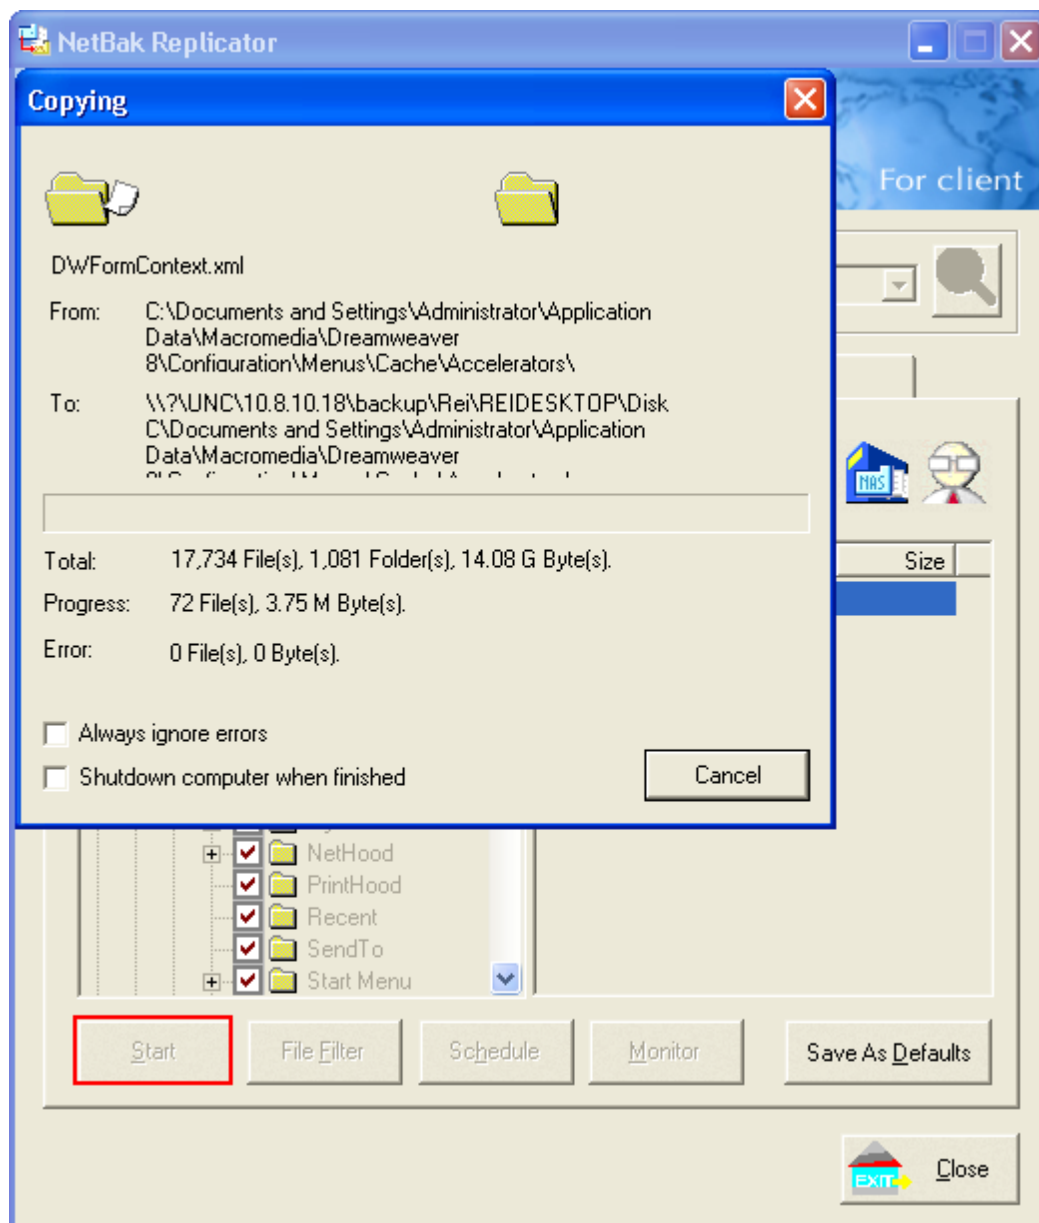 NetBak Replicator
Copying
For client
DWFormContext.xml
From: C:\Documents and Settings\Administrator\Application
Data\Macromedia\Dreamweaver
8\Configuration\Menus\Cache\Accelerators\
To: \\?\UNC\10.8.10.18\backup\Rei\REIDESKTOP\Disk
C\Documents and Settings\Administrator\Application
Data\Macromedia\Dreamweaver
NAS
Size
Total: 17,734 File(s), 1,081 Folder(s), 14.08 G Byte(s).
Progress: 72 File(s), 3.75 M Byte(s).
Error: 0 File(s), 0 Byte(s).
Always ignore errors
Shutdown computer when finished
Cancel
NetHood
PrintHood
Recent
SendTo
Start Menu
Start File Filter Schedule Monitor Save As Defaults
EXIT Close